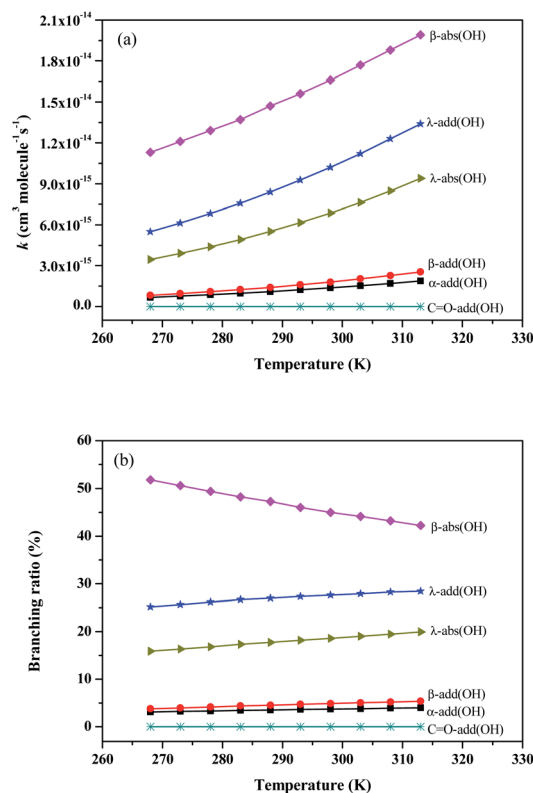 (a)
2.1x10⁻¹⁴
1.8x10⁻¹⁴
1.5x10⁻¹⁴
1.2x10⁻¹⁴
9.0x10⁻¹⁵
6.0x10⁻¹⁵
3.0x10⁻¹⁵
0.0
k (cm³ molecule⁻¹s⁻¹)
β-abs(OH)
λ-add(OH)
λ-abs(OH)
β-add(OH)
α-add(OH)
C=O-add(OH)
260 270 280 290 300 310 320 330
Temperature (K)
(b)
60
50
40
30
20
10
0
Branching ratio (%)
β-abs(OH)
λ-add(OH)
λ-abs(OH)
β-add(OH)
α-add(OH)
C=O-add(OH)
260 270 280 290 300 310 320 330
Temperature (K)